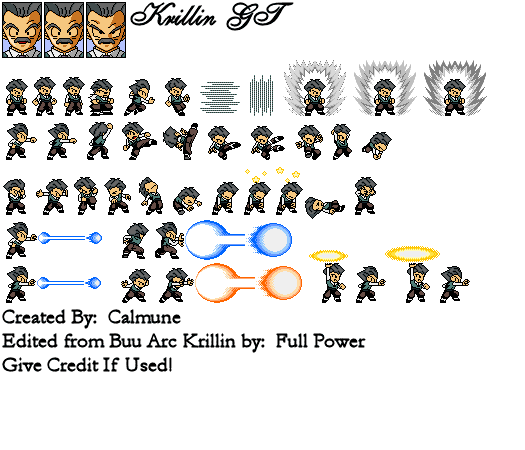 Krillin GT
Created By: Calmune
Edited from Buu Arc Krillin by: Full Power
Give Credit If Used!